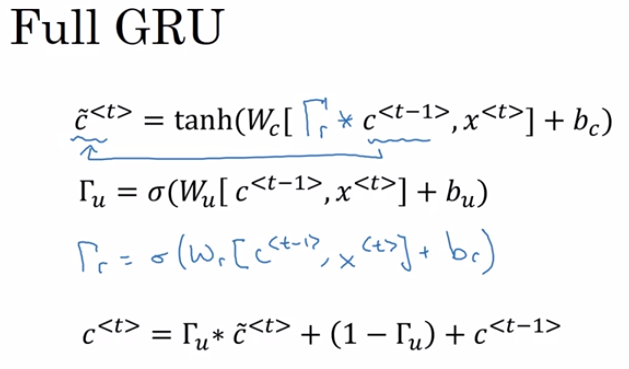 Full GRU
c̃^{<t>} = tanh(W_c[ Γ_r * c^{<t−1>}, x^{<t>}] + b_c)
Γ_u = σ(W_u[ c^{<t−1>}, x^{<t>}] + b_u)
Γ_r = σ(W_r[c^{<t-1>}, x^{<t>}] + b_r)
c^{<t>} = Γ_u * c̃^{<t>} + (1 − Γ_u) + c^{<t−1>}